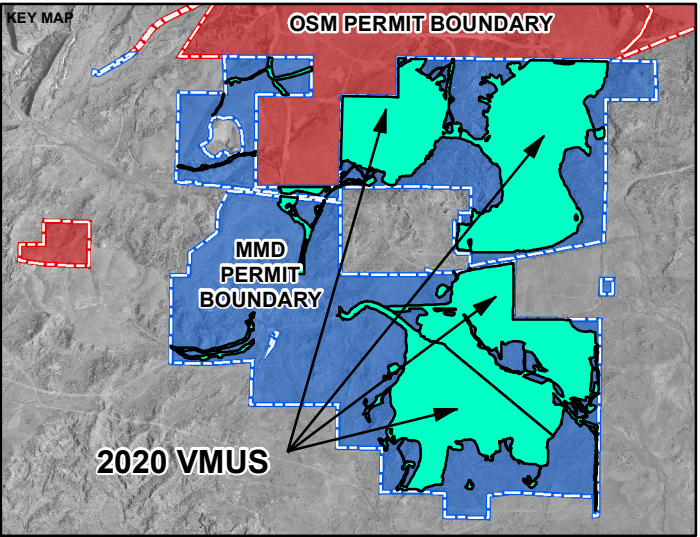 KEY MAP
OSM PERMIT BOUNDARY
MMD
PERMIT
BOUNDARY
2020 VMUS